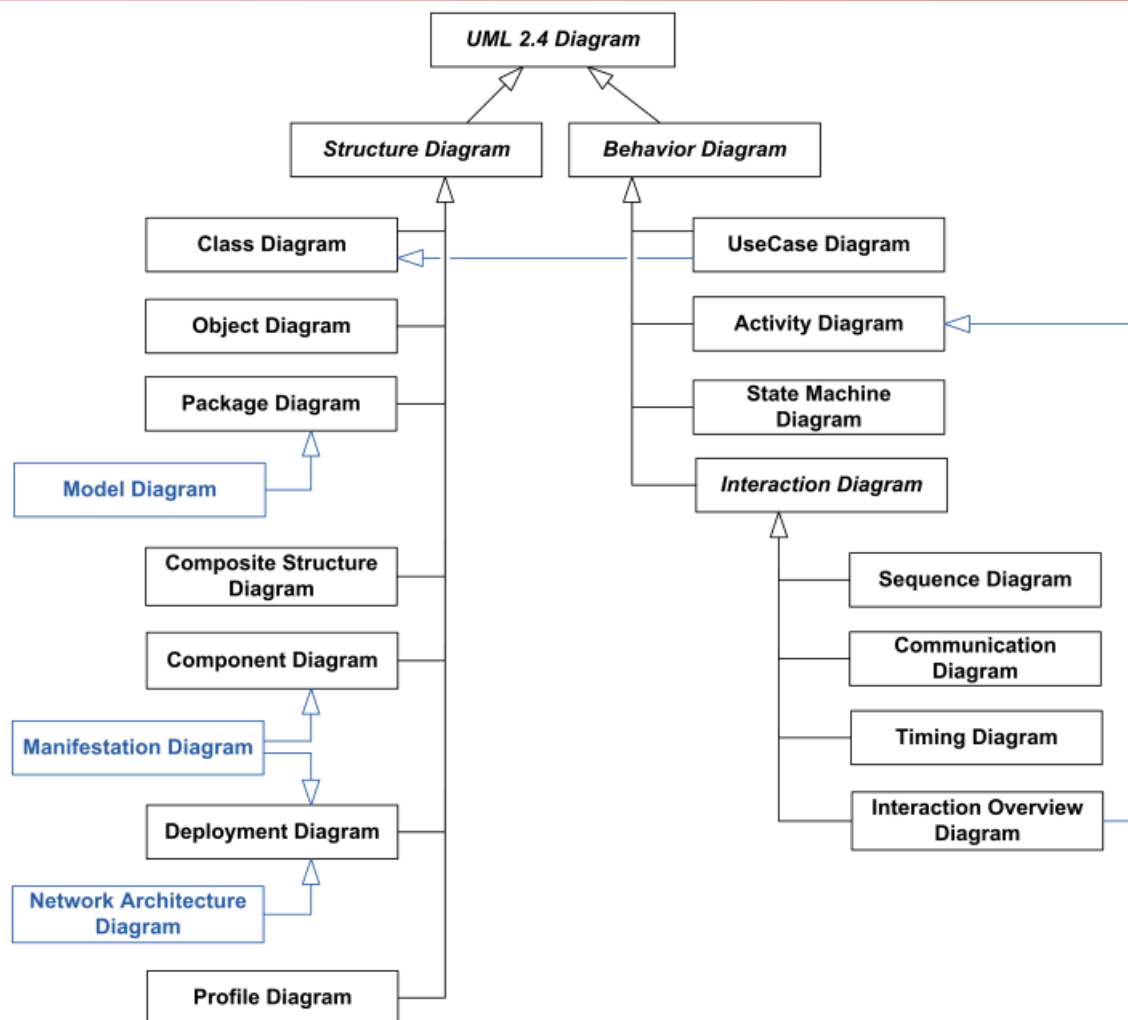 UML 2.4 Diagram
Structure Diagram
Behavior Diagram
Class Diagram
UseCase Diagram
Object Diagram
Activity Diagram
Package Diagram
State Machine
Diagram
Model Diagram
Interaction Diagram
Composite Structure
Diagram
Sequence Diagram
Component Diagram
Communication
Diagram
Manifestation Diagram
Timing Diagram
Deployment Diagram
Interaction Overview
Diagram
Network Architecture
Diagram
Profile Diagram